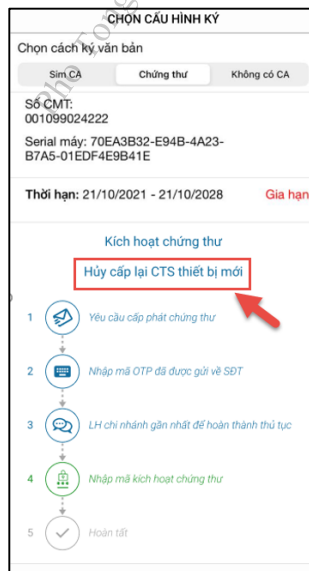 CHỌN CẤU HÌNH KÝ
Chọn cách ký văn bản
Sim CA Chứng thư Không có CA
Số CMT:
001099024222
Serial máy: 70EA3B32-E94B-4A23-
B7A5-01EDF4E9B41E
Thời hạn: 21/10/2021 - 21/10/2028 Gia hạn
Kích hoạt chứng thư
Hủy cấp lại CTS thiết bị mới
1 Yêu cầu cấp phát chứng thư
2 Nhập mã OTP đã được gửi về SĐT
3 LH chi nhánh gần nhất để hoàn thành thủ tục
4 Nhập mã kích hoạt chứng thư
5 Hoàn tất